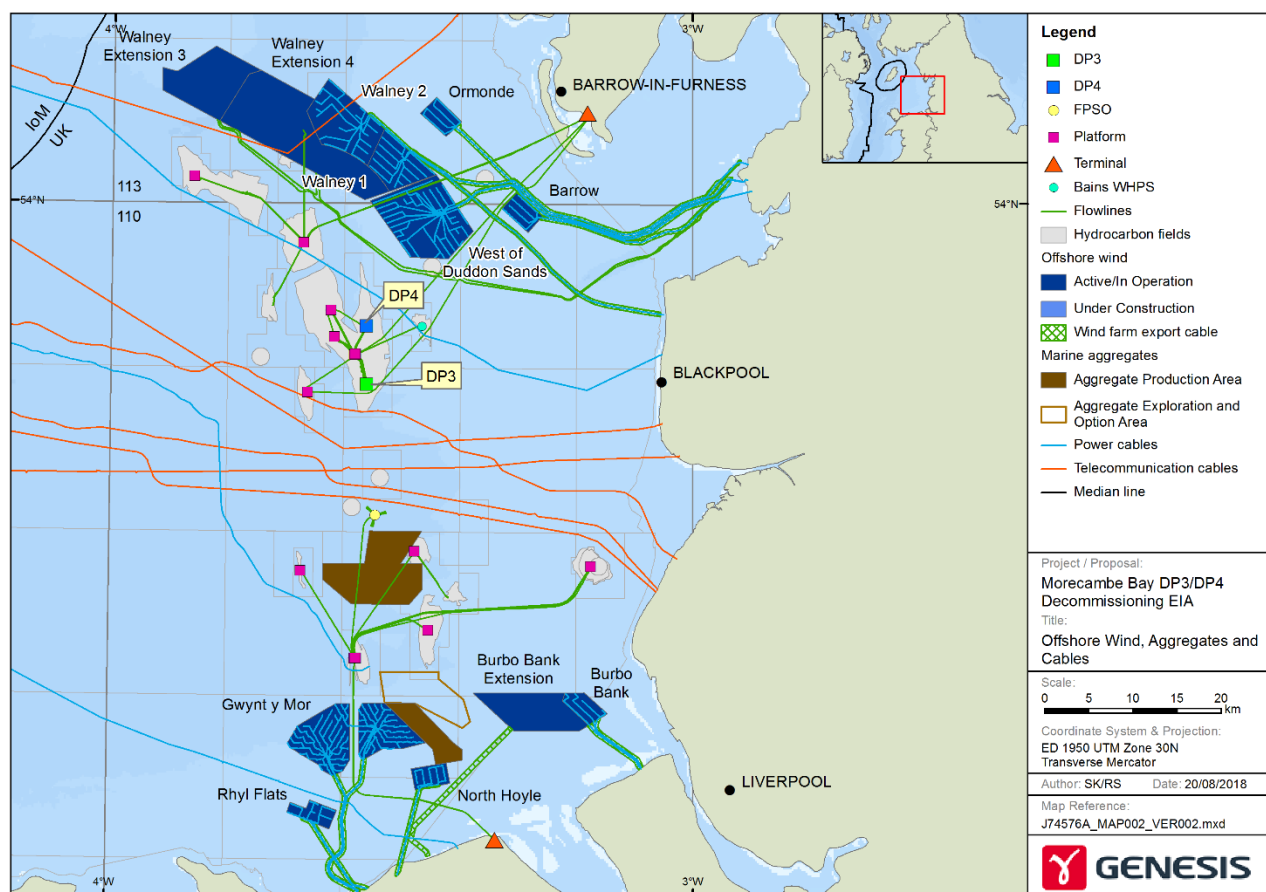 4°W
3°W
Walney
Extension 3
Walney
Extension 4
Walney 2
Ormonde
BARROW-IN-FURNESS
IoM
UK
113
110
54°N
Walney 1
Barrow
54°N
West of
Duddon Sands
DP4
DP3
BLACKPOOL
Burbo Bank
Extension
Burbo
Bank
Gwynt y Mor
Rhyl Flats
North Hoyle
LIVERPOOL
4°W
3°W
Legend
DP3
DP4
FPSO
Platform
Terminal
Bains WHPS
Flowlines
Hydrocarbon fields
Offshore wind
Active/In Operation
Under Construction
Wind farm export cable
Marine aggregates
Aggregate Production Area
Aggregate Exploration and
Option Area
Power cables
Telecommunication cables
Median line
Project / Proposal:
Morecambe Bay DP3/DP4
Decommissioning EIA
Title:
Offshore Wind, Aggregates and
Cables
Scale:
0 5 10 15 20
km
Coordinate System & Projection:
ED 1950 UTM Zone 30N
Transverse Mercator
Author: SK/RS Date: 20/08/2018
Map Reference:
J74576A_MAP002_VER002.mxd
GENESIS